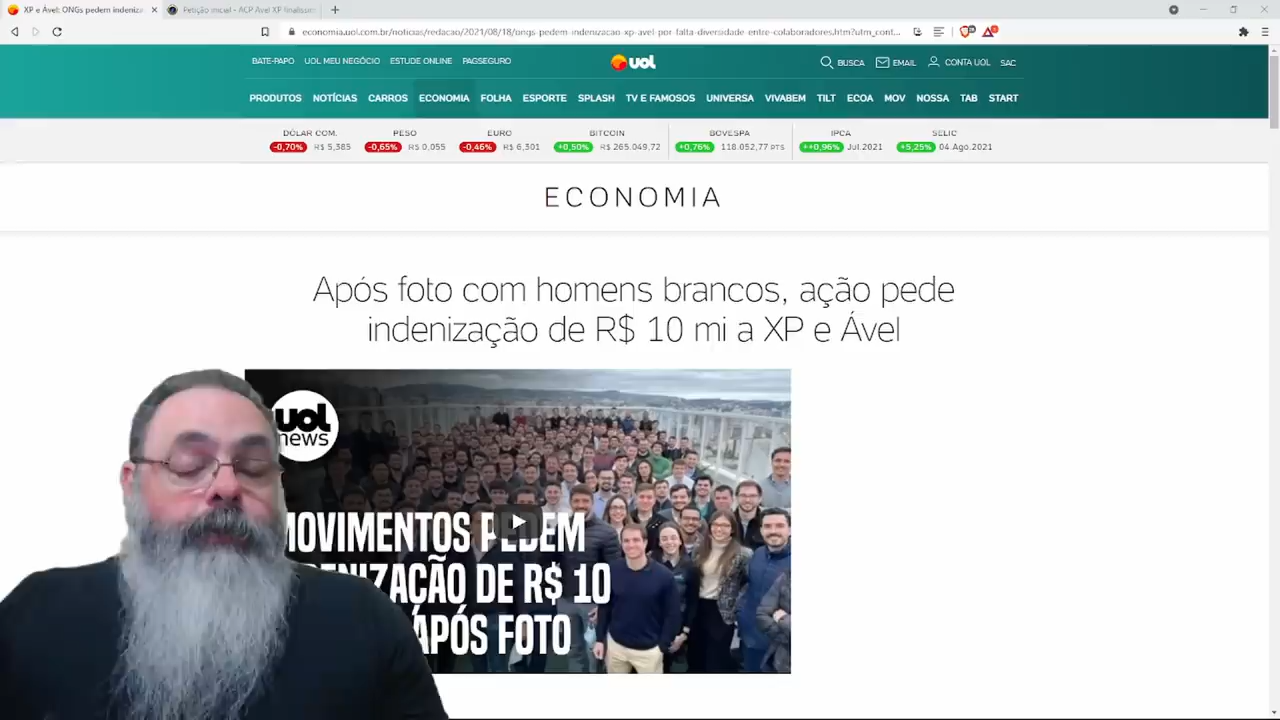 XP e Ável: ONGs pedem indeniza
Petição Inicial - ACP Avel XP finalissim
economia.uol.com.br/noticias/redacao/2021/08/18/ongs-pedem-indenizacao-xp-avel-por-falta-diversidade-entre-colaboradores.htm?utm_cont...
BATE-PAPO UOL MEU NEGÓCIO ESTUDE ONLINE PAGSEGURO
uol
BUSCA EMAIL CONTA UOL SAC
PRODUTOS NOTÍCIAS CARROS ECONOMIA FOLHA ESPORTE SPLASH TV E FAMOSOS UNIVERSA VIVABEM TILT ECOA MOV NOSSA TAB START
DÓLAR COM. PESO EURO BITCOIN BOVESPA IPCA SELIC
-0,70% R$ 5,385 -0,65% R$ 0,055 -0,46% R$ 6,301 +0,50% R$ 265.049,72 +0,76% 118.052,77 PTS ++0,96% Jul.2021 +5,25% 04.Ago.2021
ECONOMIA
Após foto com homens brancos, ação pede
indenização de R$ 10 mi a XP e Ável
uol
news
MOVIMENTOS PEDEM
DENIZAÇÃO DE R$ 10
APÓS FOTO